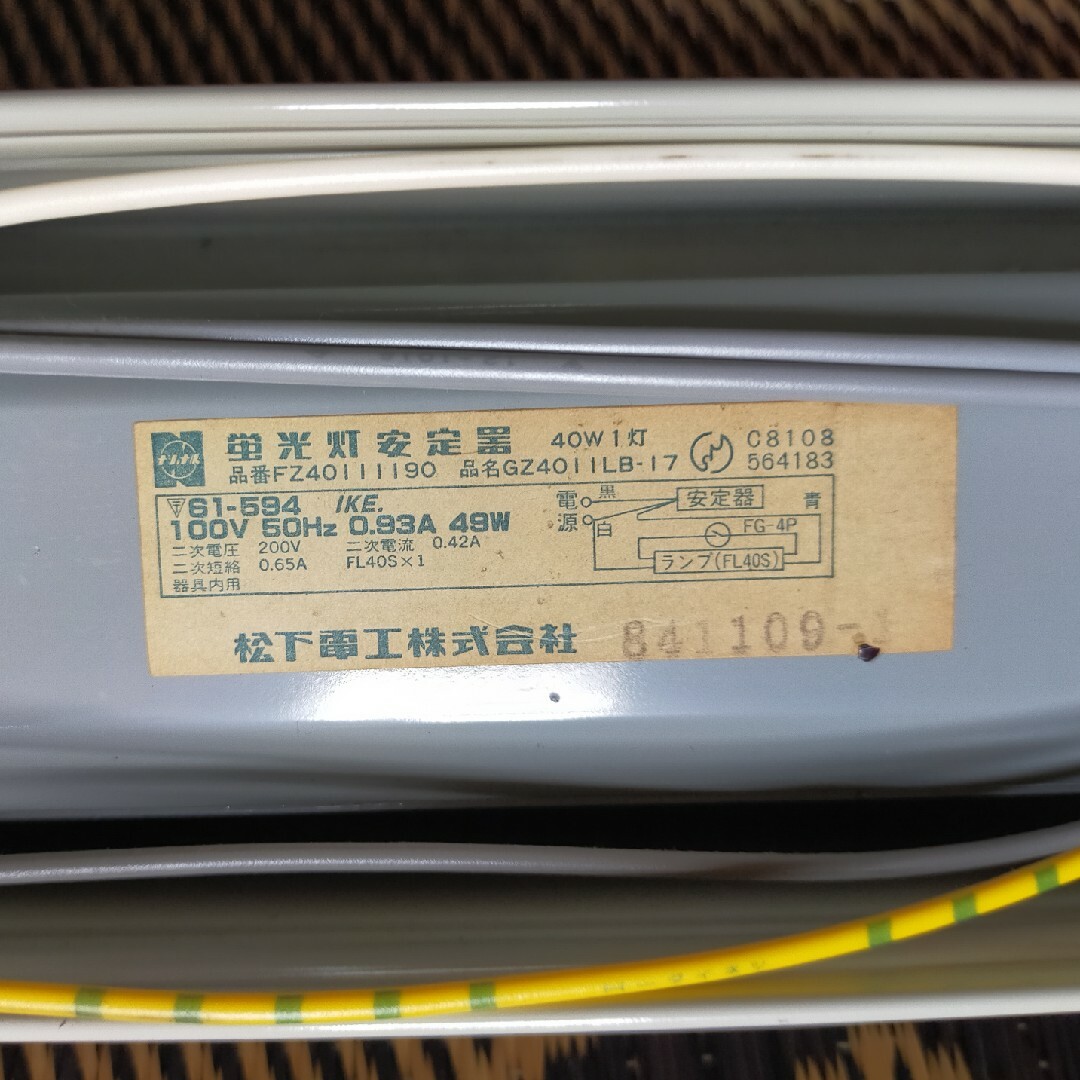 ナショナル
蛍光灯安定器 40W1灯 C8108
品番FZ40111190 品名GZ4011LB-17 564183
〒61-594 IKE.
100V 50Hz 0.93A 49W
二次電圧 200V 二次電流 0.42A
二次短絡 0.65A FL40S×1
器具内用
電源
黒
白
安定器
青
FG-4P
ランプ(FL40S)
松下電工株式会社 841109-1